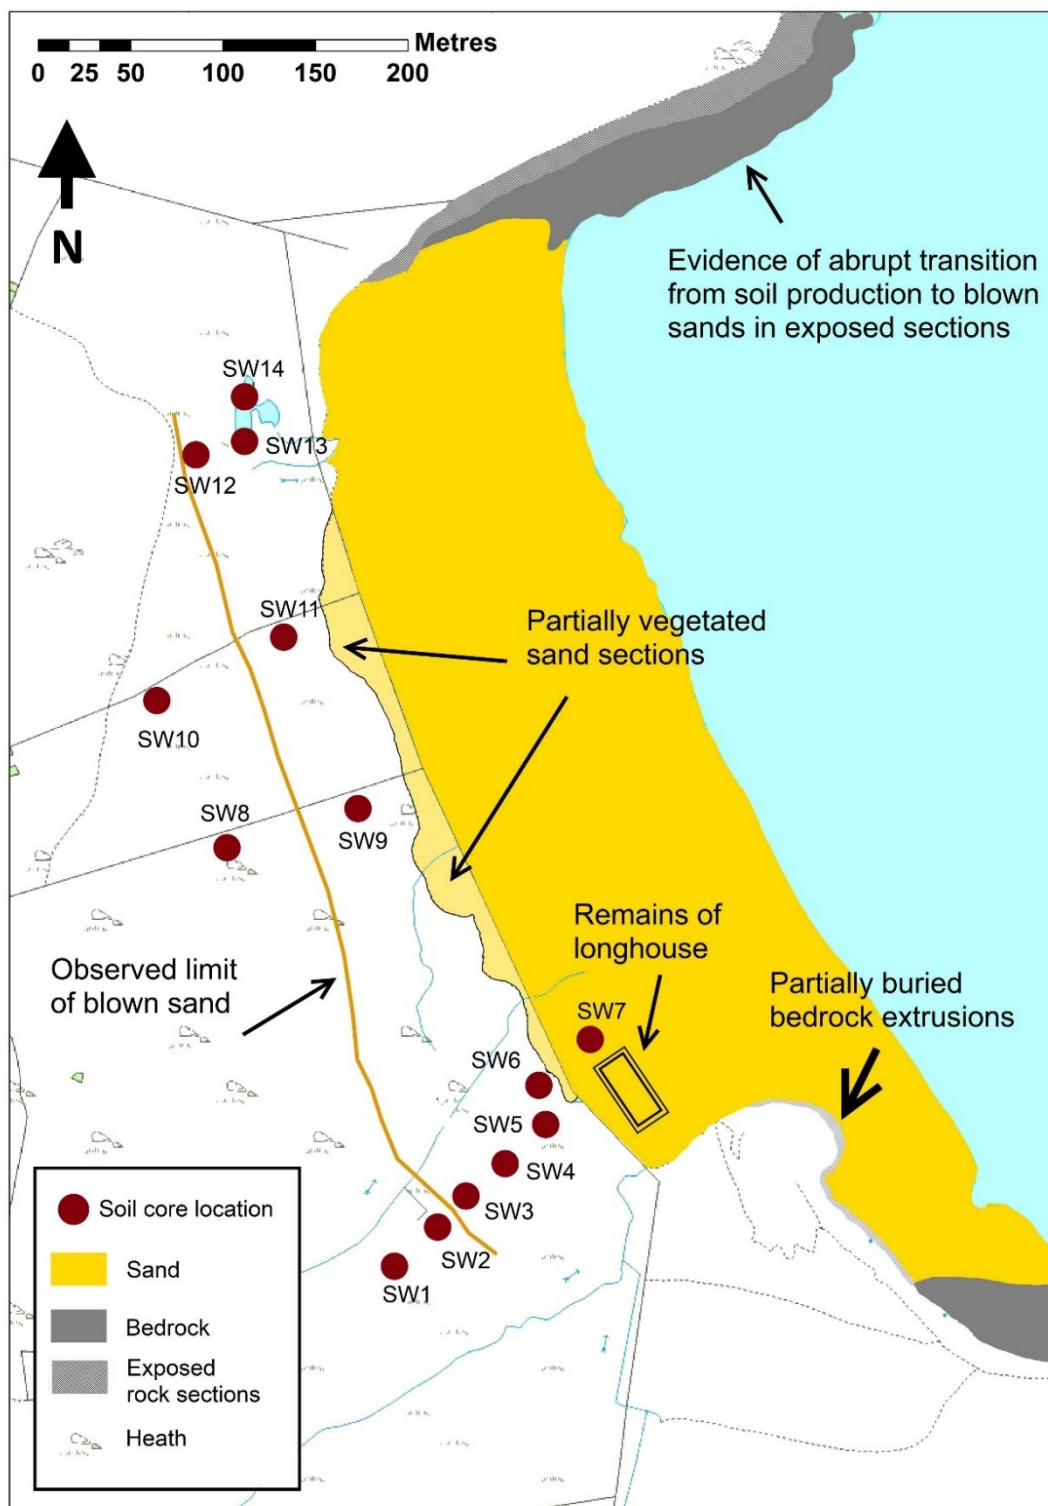 Metres
0 25 50 100 150 200
N
Evidence of abrupt transition
from soil production to blown
sands in exposed sections
SW14
SW13
SW12
SW11
Partially vegetated
sand sections
SW10
SW8
SW9
Remains of
longhouse
Observed limit
of blown sand
Partially buried
bedrock extrusions
SW7
SW6
SW5
SW4
SW3
SW2
SW1
Soil core location
Sand
Bedrock
Exposed
rock sections
Heath